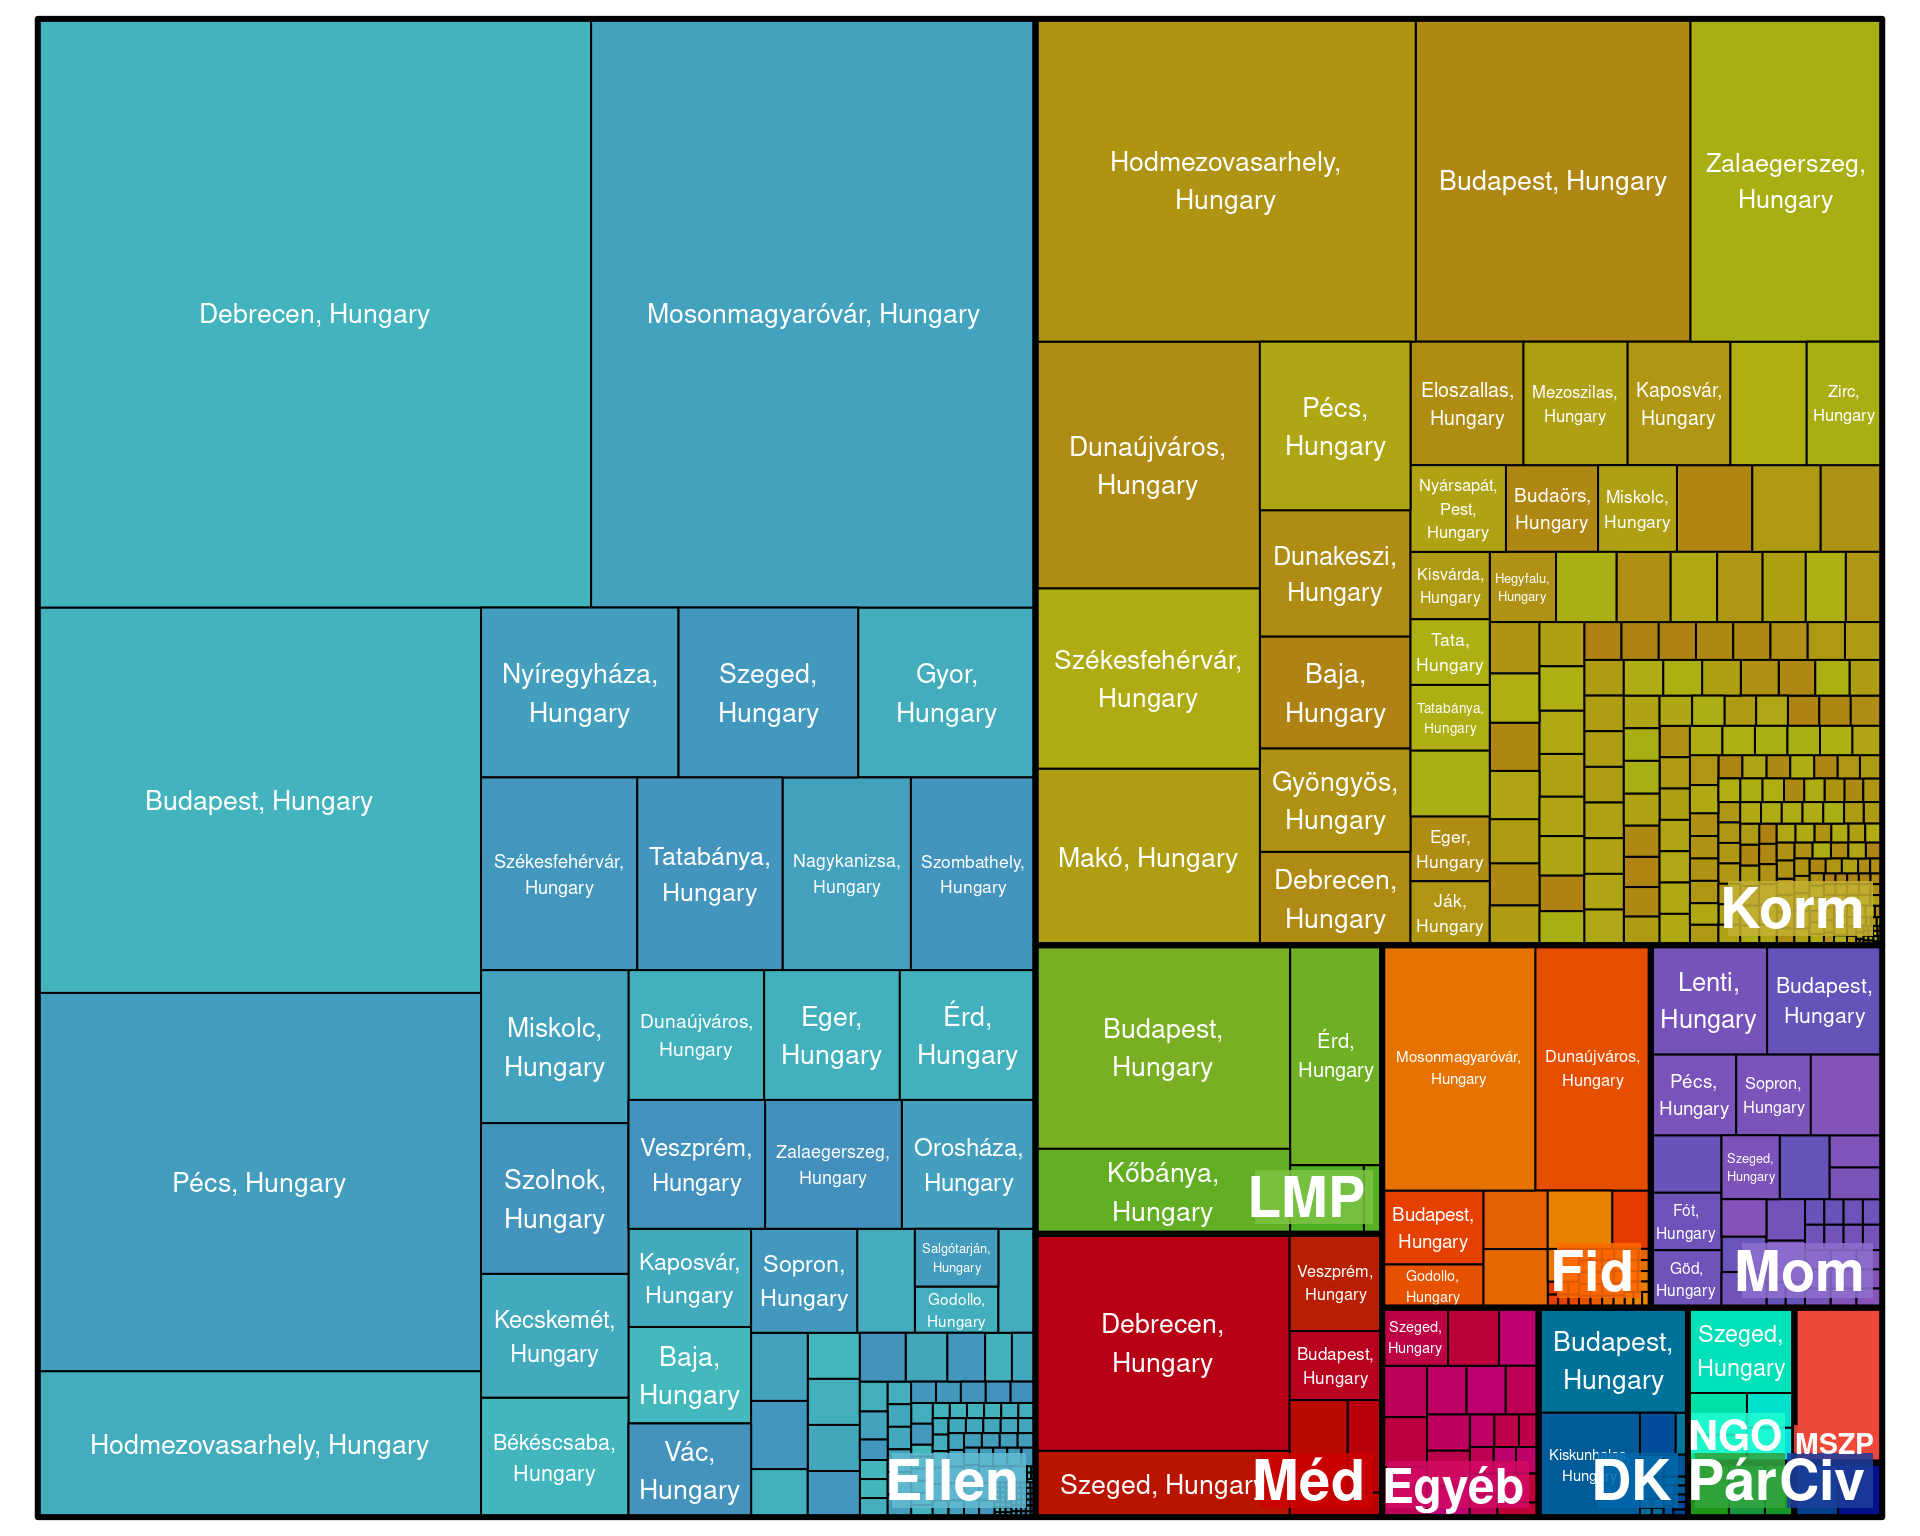 Debrecen, Hungary
Mosonmagyaróvár, Hungary
Budapest, Hungary
Pécs, Hungary
Hodmezovasarhely, Hungary
Nyíregyháza,
Hungary
Szeged,
Hungary
Gyor,
Hungary
Székesfehérvár,
Hungary
Tatabánya,
Hungary
Nagykanizsa,
Hungary
Szombathely,
Hungary
Miskolc,
Hungary
Dunaújváros,
Hungary
Eger,
Hungary
Érd,
Hungary
Szolnok,
Hungary
Veszprém,
Hungary
Zalaegerszeg,
Hungary
Orosháza,
Hungary
Kecskemét,
Hungary
Kaposvár,
Hungary
Sopron,
Hungary
Salgótarján,
Hungary
Godollo,
Hungary
Baja,
Hungary
Békéscsaba,
Hungary
Vác,
Hungary
Ellen
Hodmezovasarhely,
Hungary
Budapest, Hungary
Zalaegerszeg,
Hungary
Dunaújváros,
Hungary
Pécs,
Hungary
Eloszallas,
Hungary
Mezoszilas,
Hungary
Kaposvár,
Hungary
Zirc,
Hungary
Nyársapát,
Pest,
Hungary
Budaörs,
Hungary
Miskolc,
Hungary
Dunakeszi,
Hungary
Kisvárda,
Hungary
Hegyfalu,
Hungary
Székesfehérvár,
Hungary
Baja,
Hungary
Tata,
Hungary
Tatabánya,
Hungary
Makó, Hungary
Gyöngyös,
Hungary
Eger,
Hungary
Debrecen,
Hungary
Ják,
Hungary
Korm
Budapest,
Hungary
Érd,
Hungary
Kőbánya,
Hungary
LMP
Mosonmagyaróvár,
Hungary
Dunaújváros,
Hungary
Budapest,
Hungary
Godollo,
Hungary
Fid
Lenti,
Hungary
Budapest,
Hungary
Pécs,
Hungary
Sopron,
Hungary
Szeged,
Hungary
Fót,
Hungary
Göd,
Hungary
Mom
Debrecen,
Hungary
Veszprém,
Hungary
Budapest,
Hungary
Szeged, Hungary
Méd
Szeged,
Hungary
Egyéb
Budapest,
Hungary
Kiskunhalas,
Hungary
DK
Szeged,
Hungary
NGO
MSZP
Pár
Civ